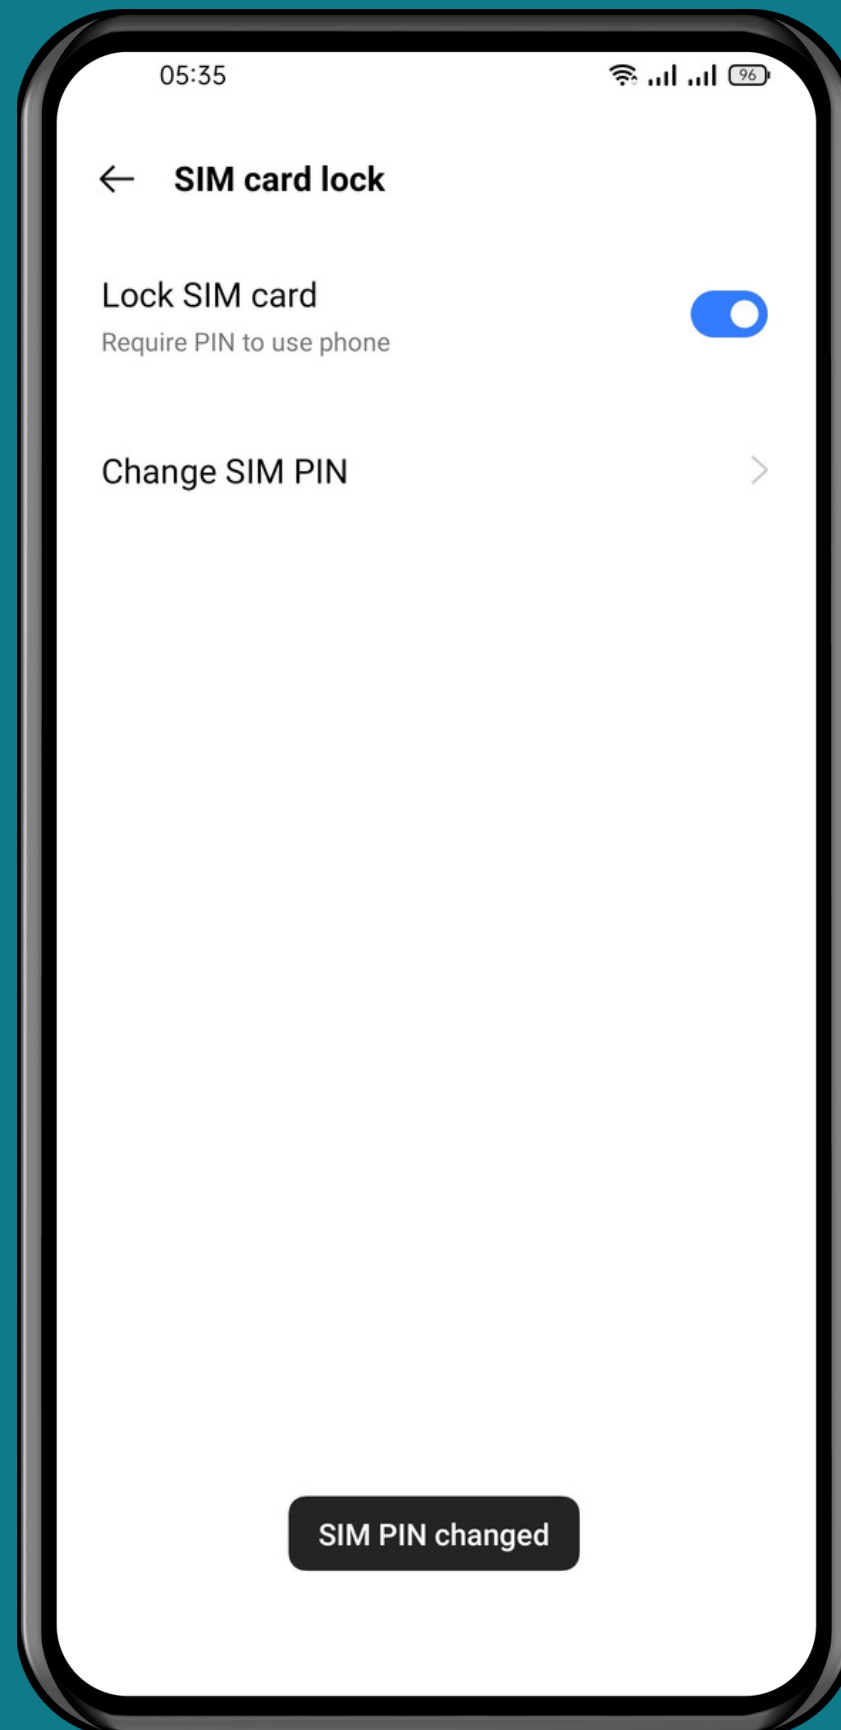 05:35
96
SIM card lock
Lock SIM card
Require PIN to use phone
Change SIM PIN
SIM PIN changed